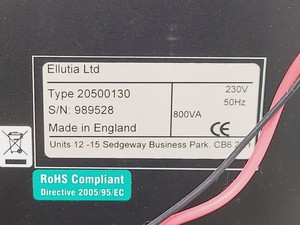 Ellutia Ltd
Type 20500130
230V
50Hz
S/N: 989528
800VA
Made in England
CE
Units 12 -15 Sedgeway Business Park, CB6
RoHS Compliant
Directive 2005/95/EC